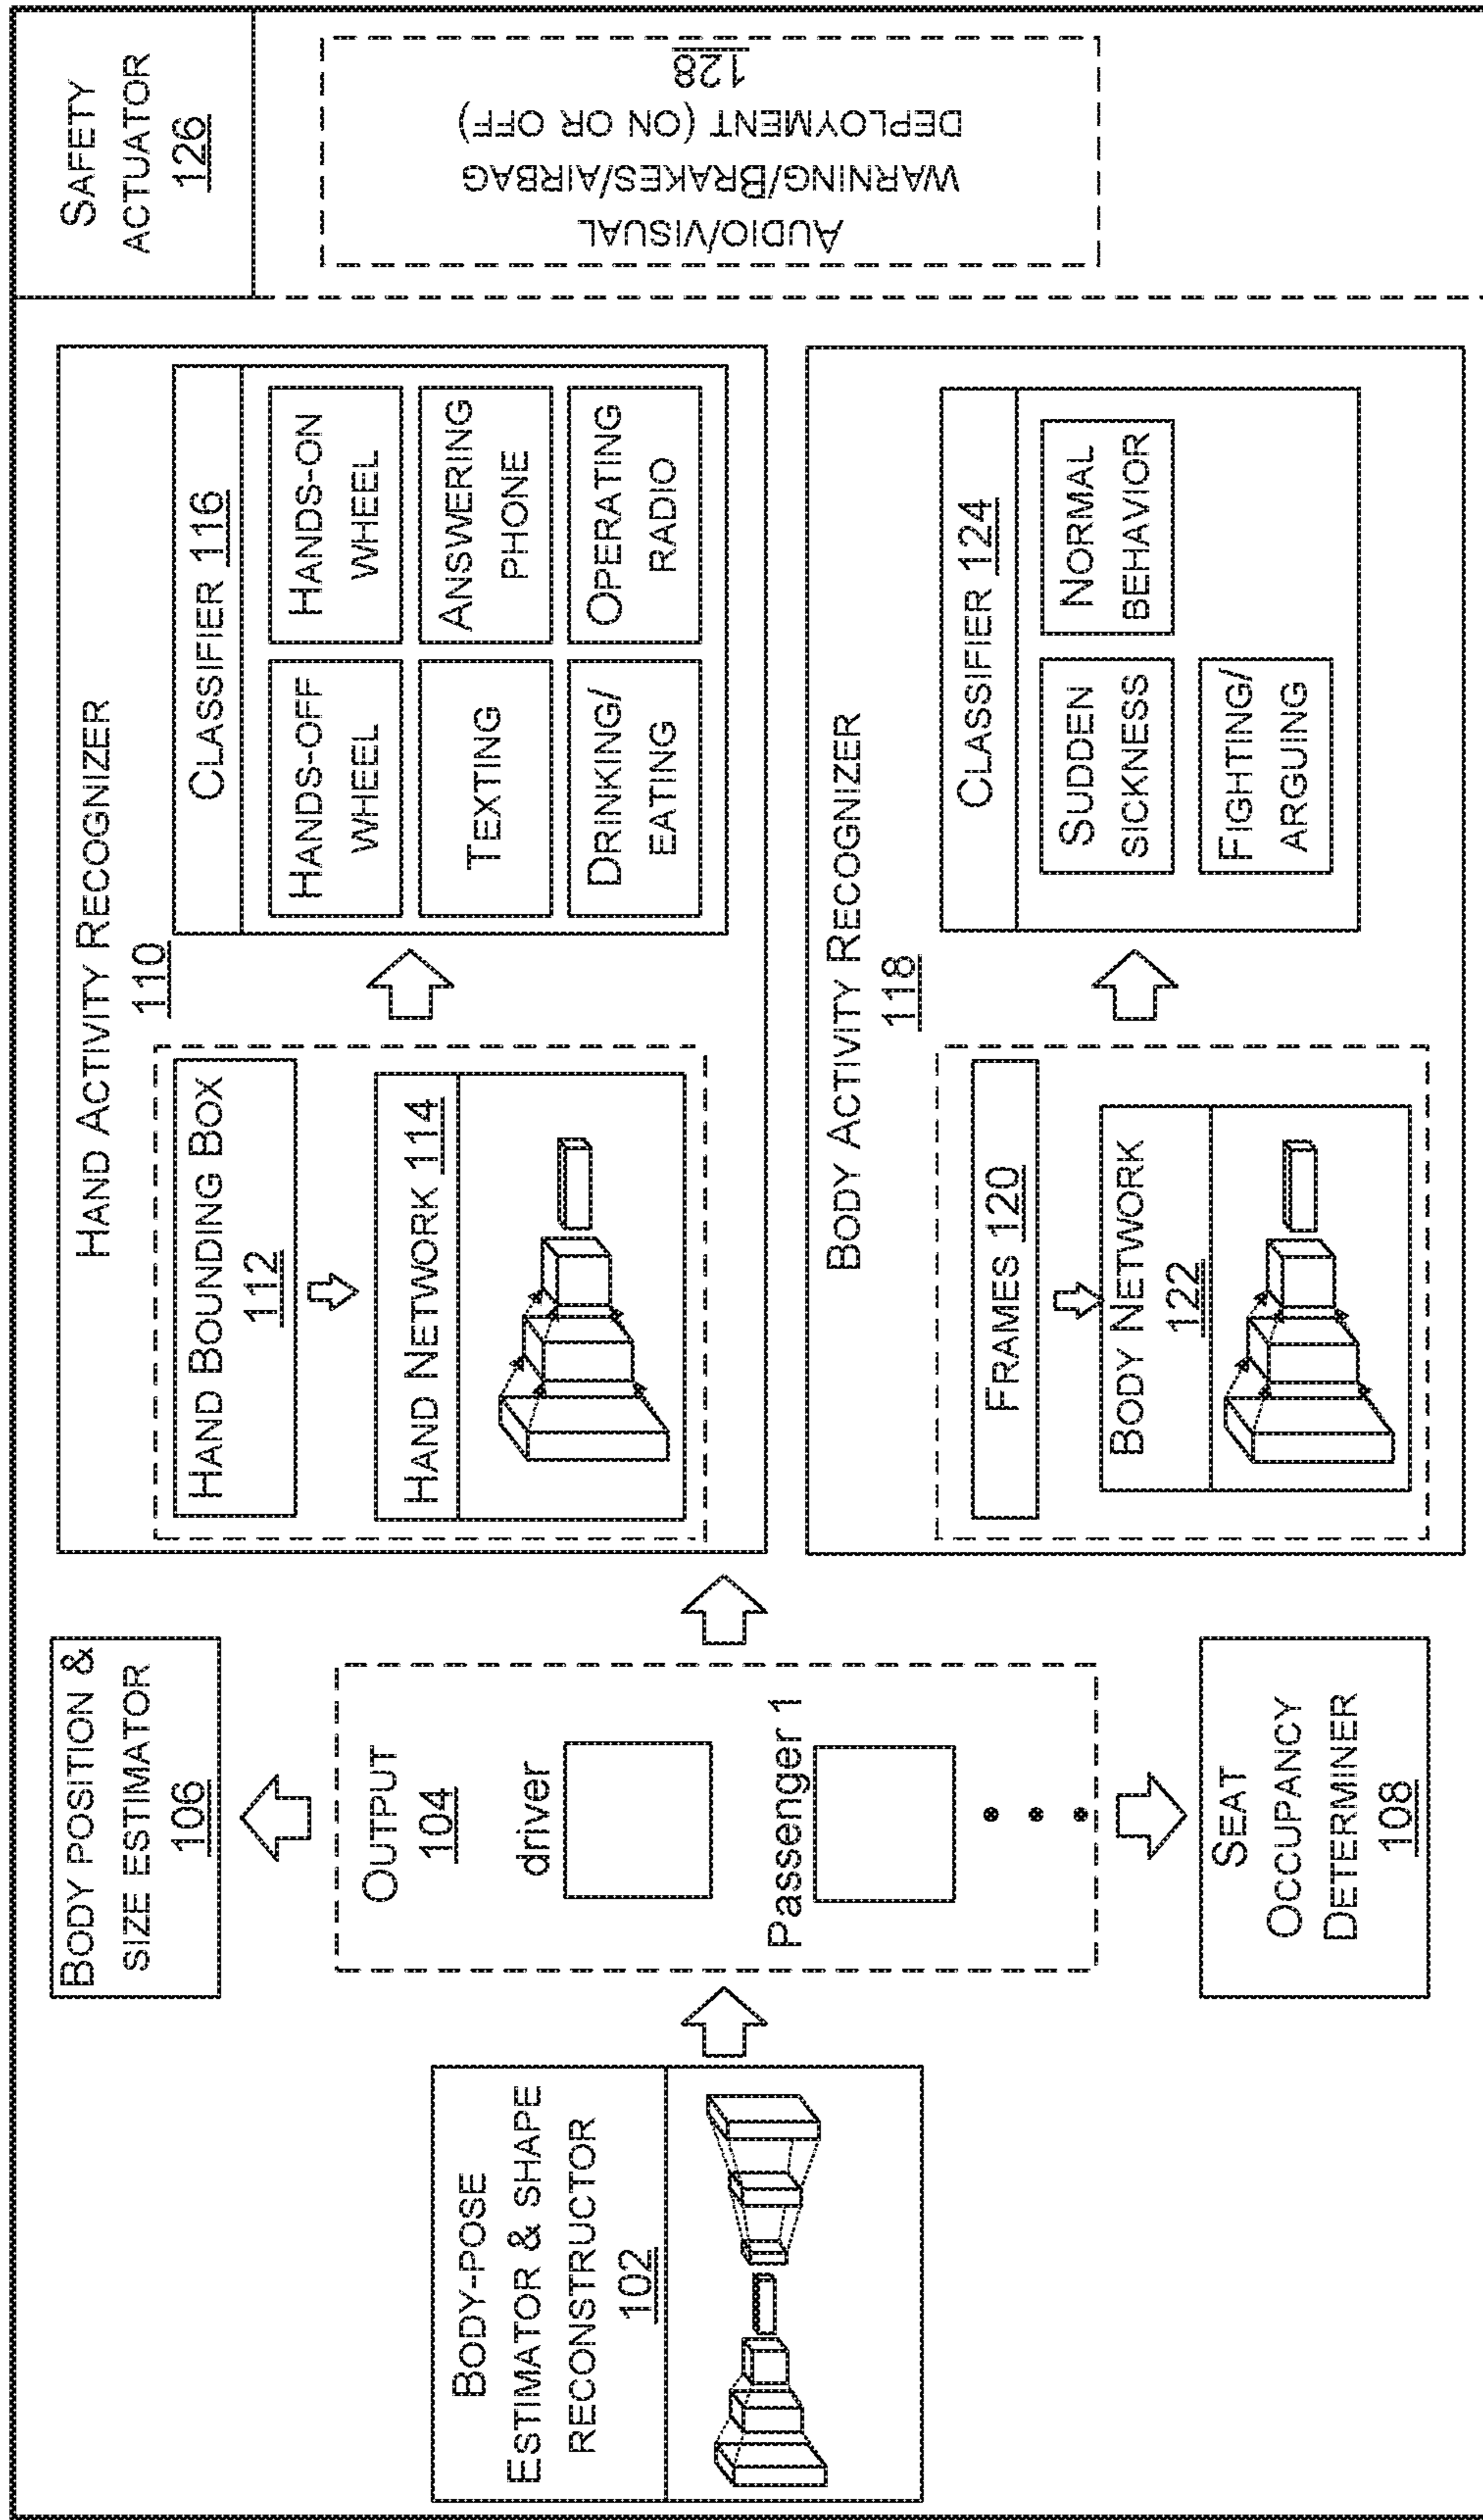 BODY-POSE
ESTIMATOR & SHAPE
RECONSTRUCTOR
102
BODY POSITION &
SIZE ESTIMATOR
106
OUTPUT
104
driver
Passenger 1
SEAT
OCCUPANCY
DETERMINER
108
HAND ACTIVITY RECOGNIZER
110
HAND BOUNDING BOX
112
HAND NETWORK 114
CLASSIFIER 116
HANDS-OFF
WHEEL
HANDS-ON
WHEEL
TEXTING
ANSWERING
PHONE
DRINKING/
EATING
OPERATING
RADIO
BODY ACTIVITY RECOGNIZER
118
FRAMES 120
BODY NETWORK
122
CLASSIFIER 124
SUDDEN
SICKNESS
NORMAL
BEHAVIOR
FIGHTING/
ARGUING
SAFETY
ACTUATOR
126
AUDIO/VISUAL
WARNING/BRAKES/AIRBAG
DEPLOYMENT (ON OR OFF)
128